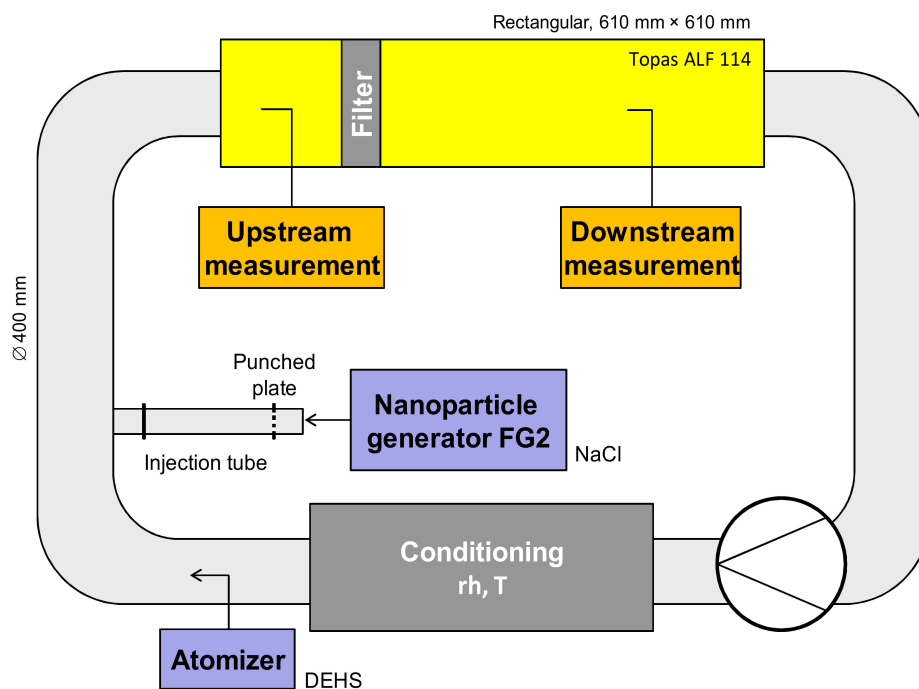 Rectangular, 610 mm × 610 mm
Topas ALF 114
Filter
Upstream
measurement
Downstream
measurement
∅ 400 mm
Punched
plate
Nanoparticle
generator FG2
NaCl
Injection tube
Conditioning
rh, T
Atomizer
DEHS